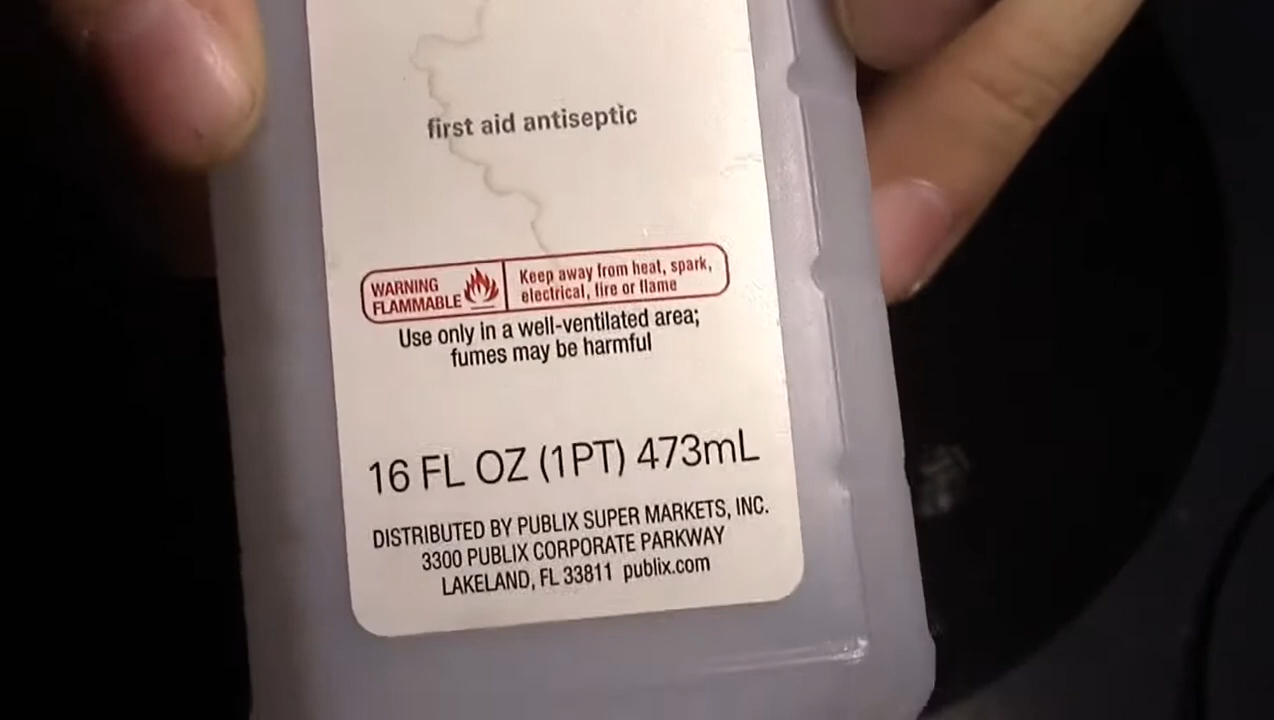 first aid antiseptic
WARNING
FLAMMABLE
Keep away from heat, spark,
electrical, fire or flame
Use only in a well-ventilated area;
fumes may be harmful
16 FL OZ (1PT) 473mL
DISTRIBUTED BY PUBLIX SUPER MARKETS, INC.
3300 PUBLIX CORPORATE PARKWAY
LAKELAND, FL 33811 publix.com